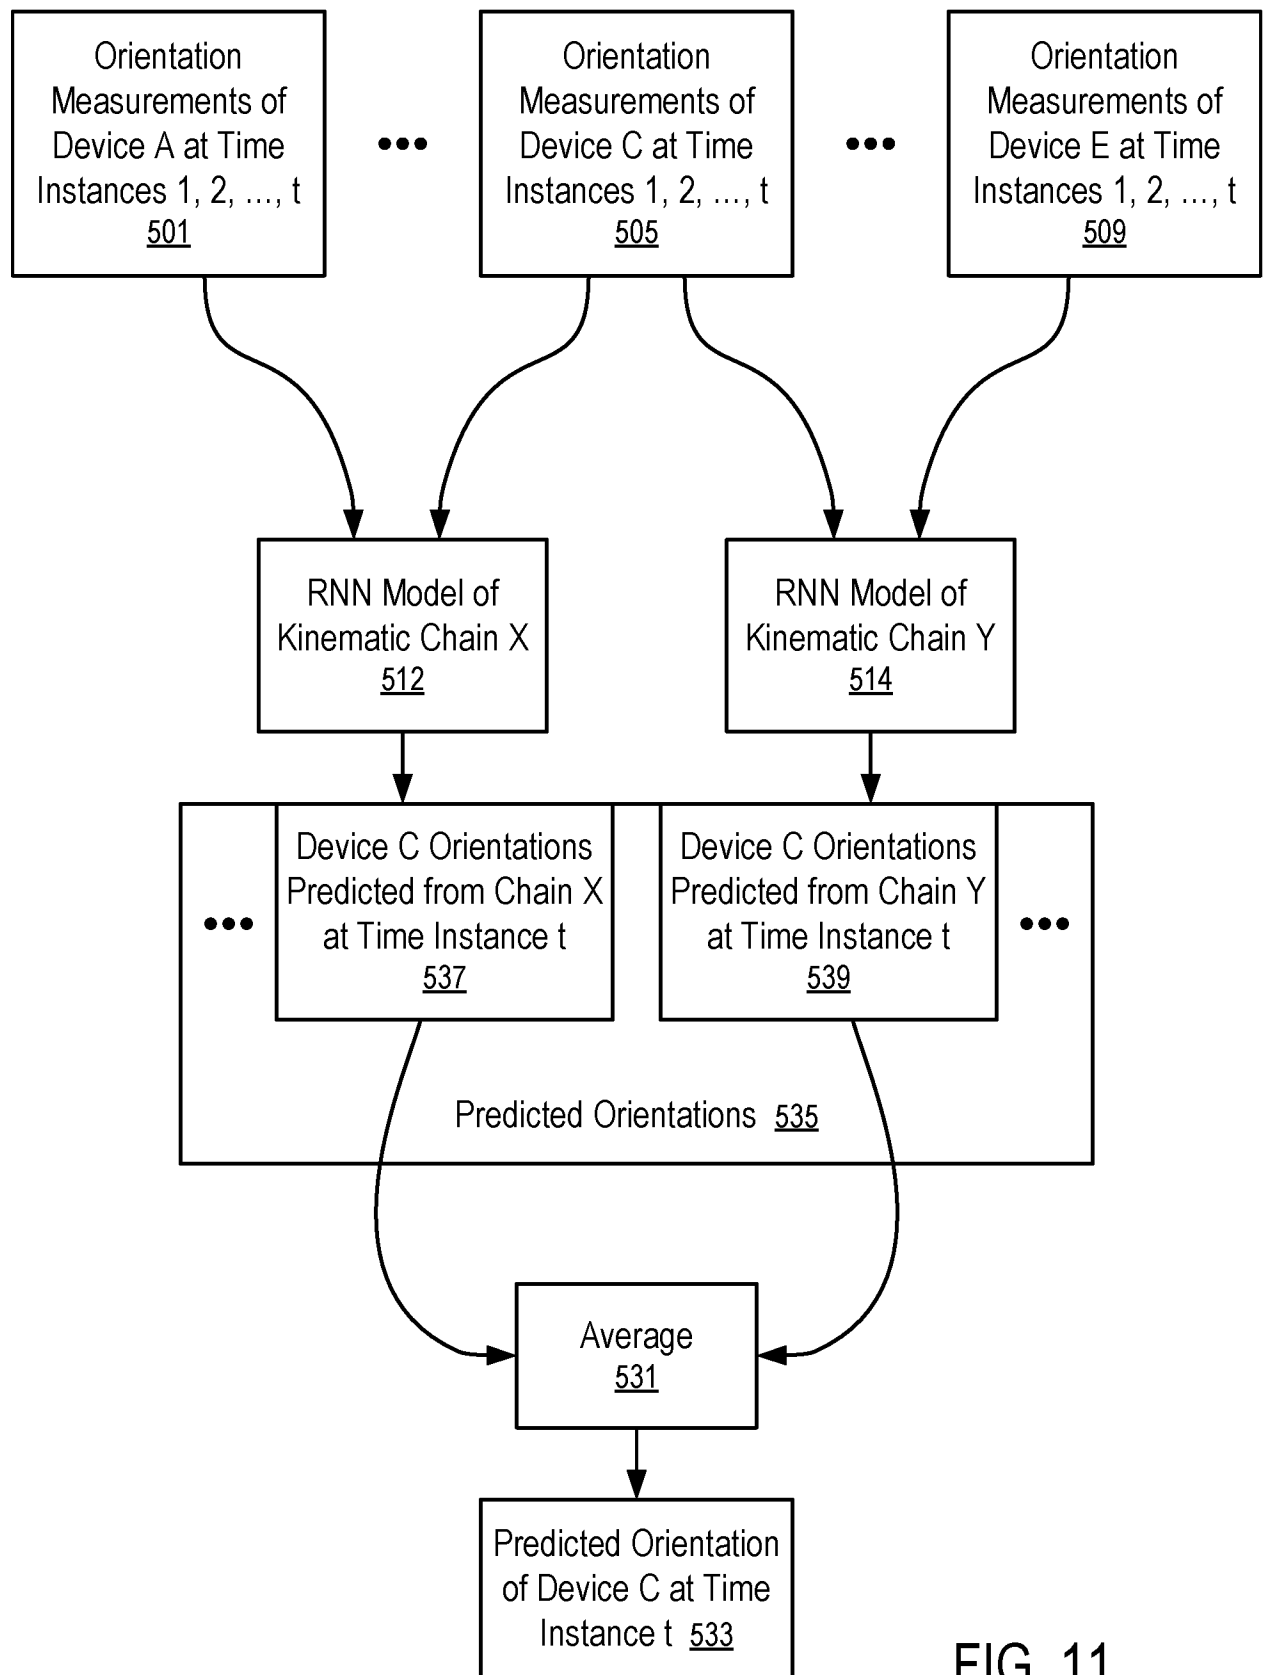 Orientation
Measurements of
Device A at Time
Instances 1, 2, ..., t
501
•••
Orientation
Measurements of
Device C at Time
Instances 1, 2, ..., t
505
•••
Orientation
Measurements of
Device E at Time
Instances 1, 2, ..., t
509
RNN Model of
Kinematic Chain X
512
RNN Model of
Kinematic Chain Y
514
•••
Device C Orientations
Predicted from Chain X
at Time Instance t
537
Device C Orientations
Predicted from Chain Y
at Time Instance t
539
•••
Predicted Orientations 535
Average
531
Predicted Orientation
of Device C at Time
Instance t 533
FIG. 11